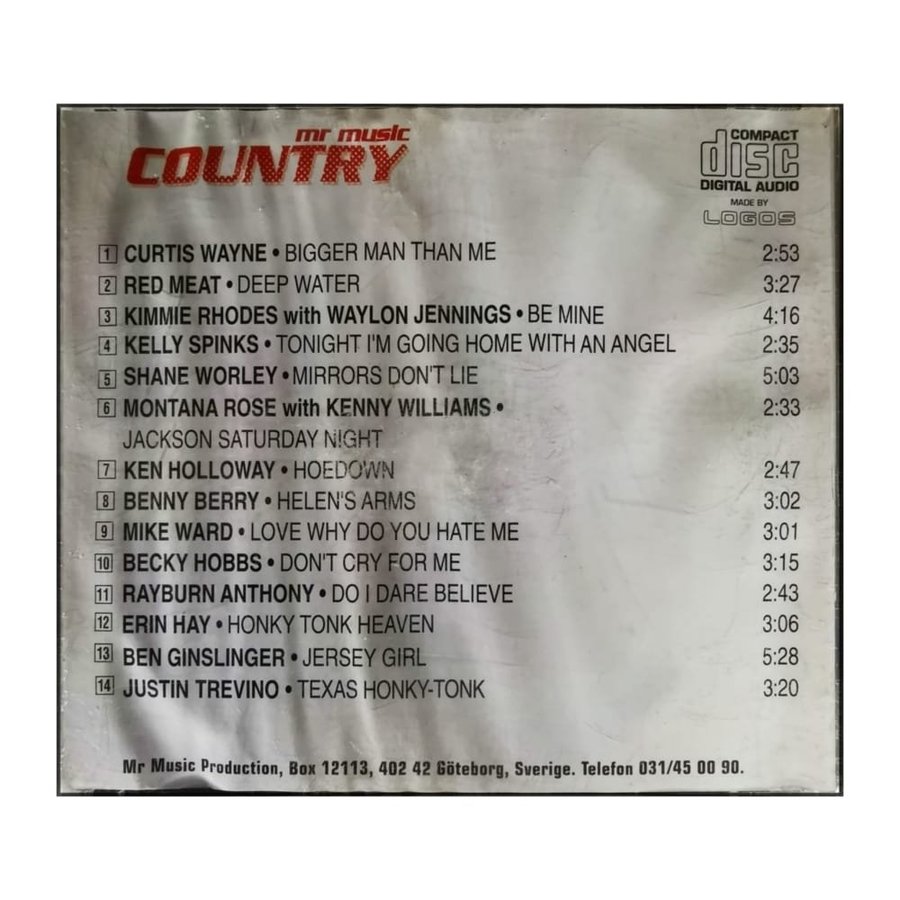 mr music
COUNTRY
COMPACT
disc
DIGITAL AUDIO
MADE BY
LOGOS
1 CURTIS WAYNE • BIGGER MAN THAN ME 2:53
2 RED MEAT • DEEP WATER 3:27
3 KIMMIE RHODES with WAYLON JENNINGS • BE MINE 4:16
4 KELLY SPINKS • TONIGHT I'M GOING HOME WITH AN ANGEL 2:35
5 SHANE WORLEY • MIRRORS DON'T LIE 5:03
6 MONTANA ROSE with KENNY WILLIAMS • 2:33
JACKSON SATURDAY NIGHT
7 KEN HOLLOWAY • HOEDOWN 2:47
8 BENNY BERRY • HELEN'S ARMS 3:02
9 MIKE WARD • LOVE WHY DO YOU HATE ME 3:01
10 BECKY HOBBS • DON'T CRY FOR ME 3:15
11 RAYBURN ANTHONY • DO I DARE BELIEVE 2:43
12 ERIN HAY • HONKY TONK HEAVEN 3:06
13 BEN GINSLINGER • JERSEY GIRL 5:28
14 JUSTIN TREVINO • TEXAS HONKY-TONK 3:20
Mr Music Production, Box 12113, 402 42 Göteborg, Sverige. Telefon 031/45 00 90.